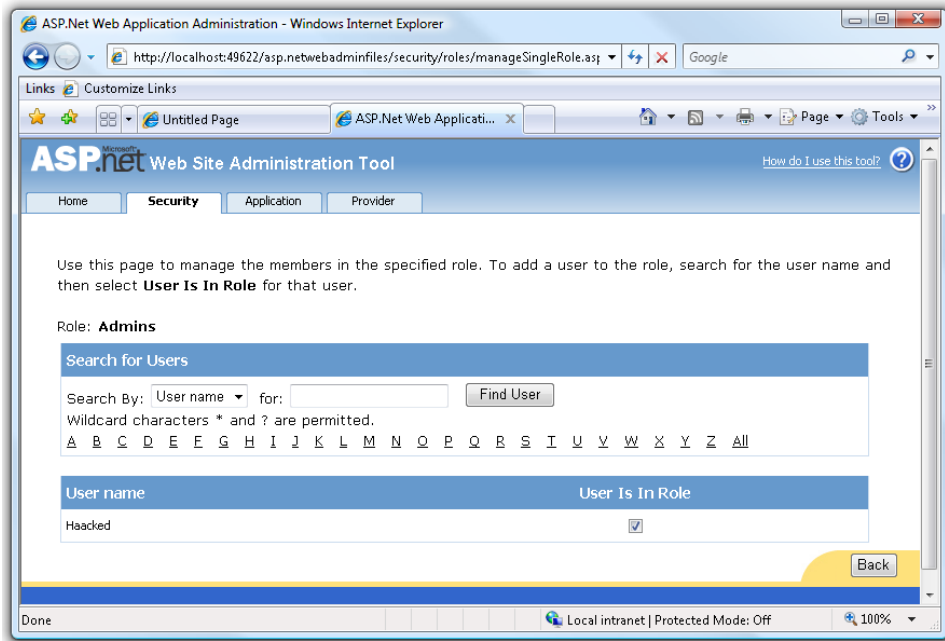 ASP.Net Web Application Administration - Windows Internet Explorer
http://localhost:49622/asp.netwebadminfiles/security/roles/manageSingleRole.asp
Google
Links Customize Links
Untitled Page
ASP.Net Web Applicati... X
Page
Tools
»
Microsoft
ASP.net Web Site Administration Tool
How do I use this tool? ?
Home Security Application Provider
Use this page to manage the members in the specified role. To add a user to the role, search for the user name and
then select User Is In Role for that user.
Role: Admins
Search for Users
Search By: User name for: Find User
Wildcard characters * and ? are permitted.
A B C D E F G H I J K L M N O P Q R S T U V W X Y Z All
User name User Is In Role
Haacked
Back
Done Local intranet | Protected Mode: Off 100%